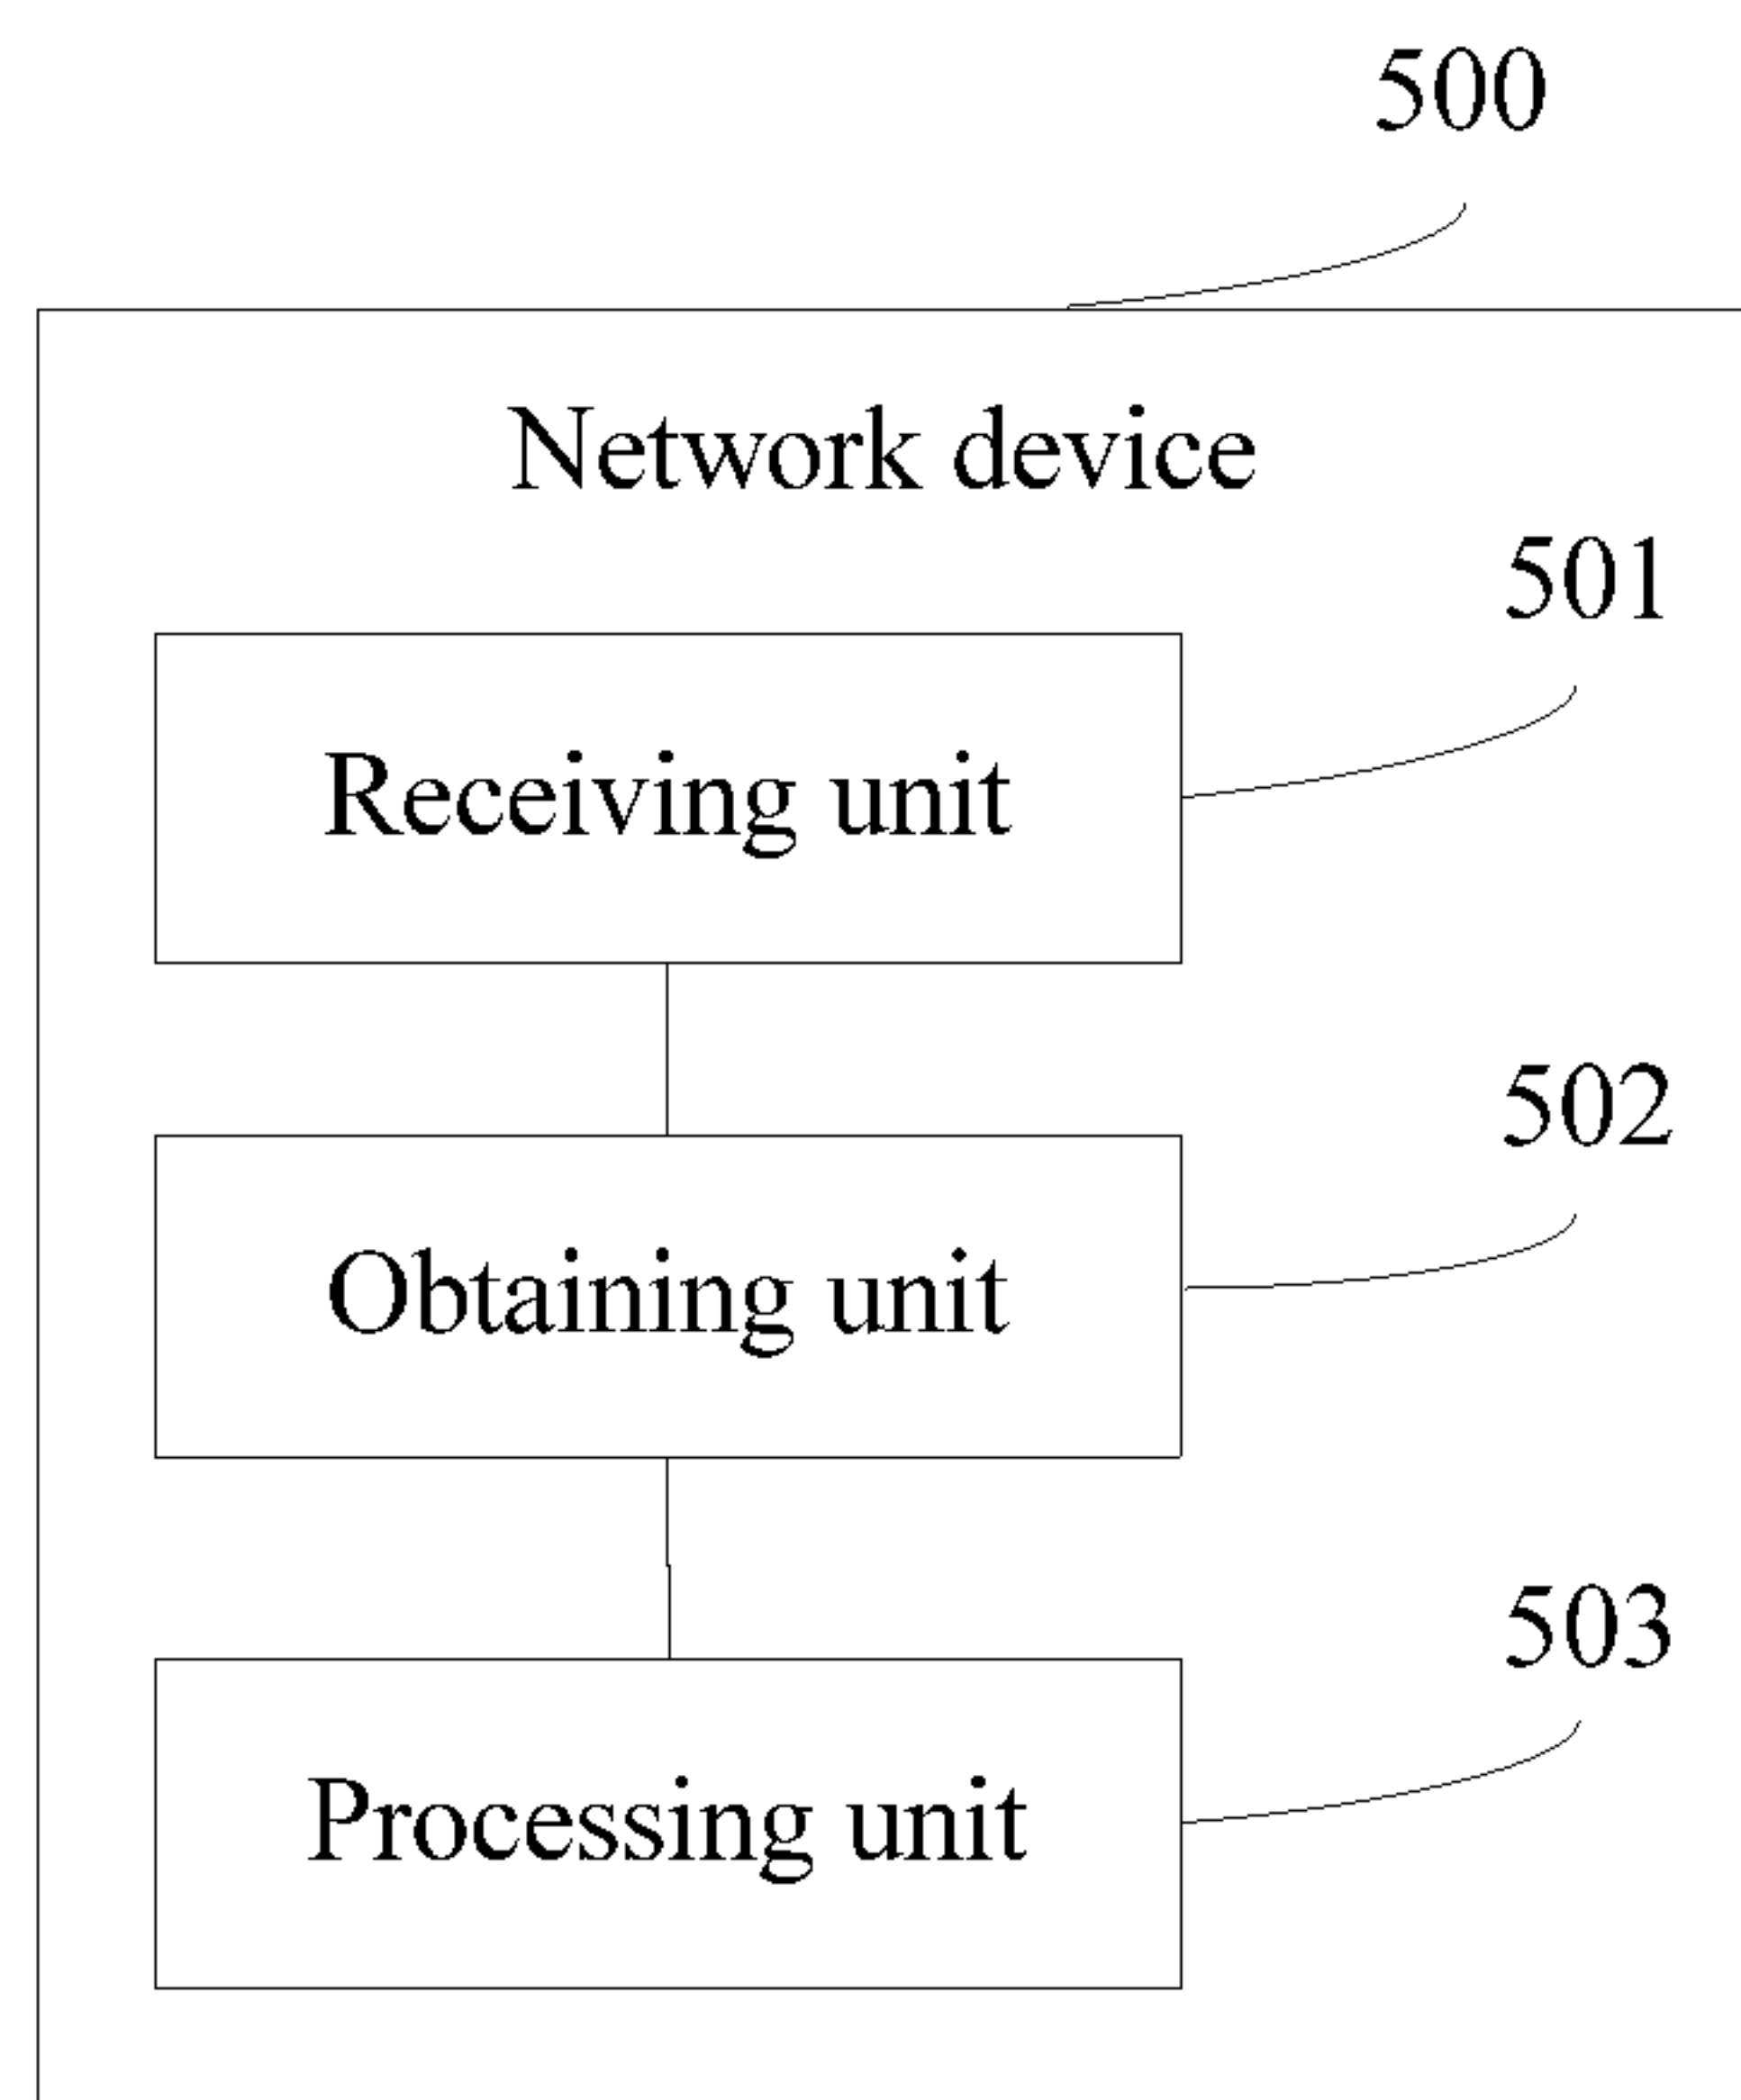 500
Network device
501
Receiving unit
502
Obtaining unit
503
Processing unit